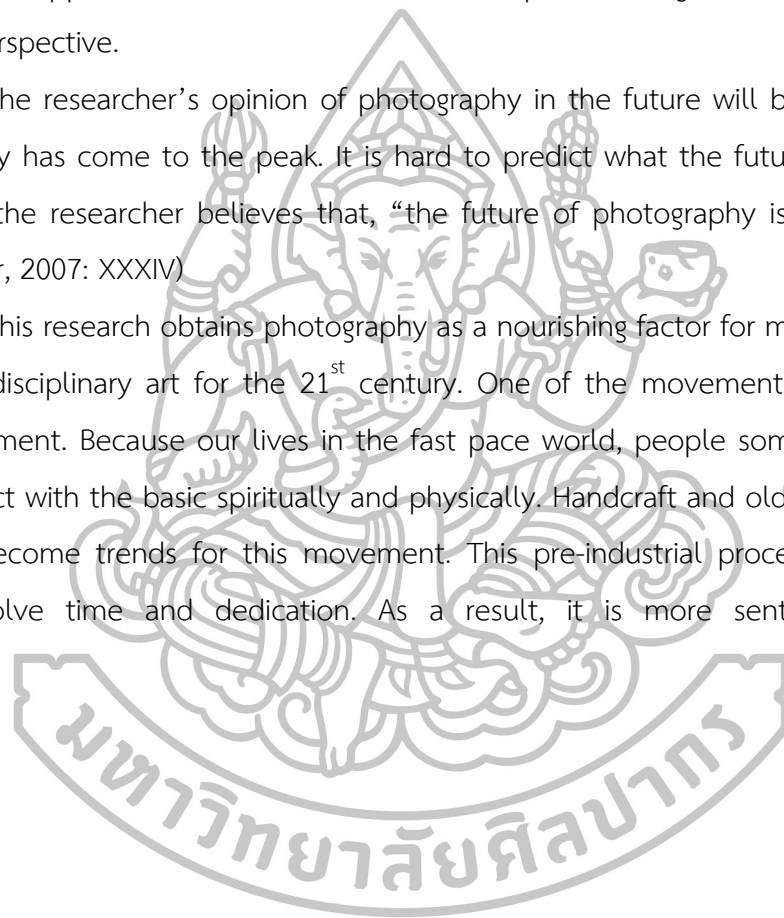 rspective.
he researcher’s opinion of photography in the future will b
y has come to the peak. It is hard to predict what the futu
the researcher believes that, “the future of photography is
r, 2007: XXXIV)
his research obtains photography as a nourishing factor for m
disciplinary art for the 21st century. One of the movement
ment. Because our lives in the fast pace world, people som
ct with the basic spiritually and physically. Handcraft and old
ecome trends for this movement. This pre-industrial proce
olve time and dedication. As a result, it is more sent
มหาวิทยาลัยศิลปากร